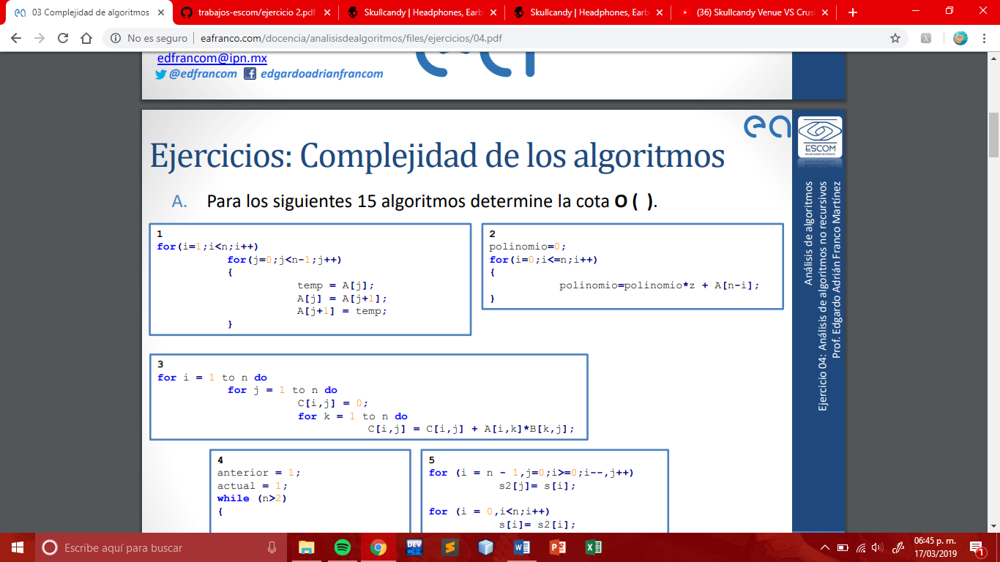 03 Complejidad de algoritmos
trabajos-escom/ejercicio 2.pdf
Skullcandy | Headphones, Earb
Skullcandy | Headphones, Earb
(36) Skullcandy Venue VS Crus
No es seguro | eafranco.com/docencia/analisisdealgoritmos/files/ejercicios/04.pdf
edfrancom@ipn.mx
@edfrancom edgardoadrianfrancom
Ejercicios: Complejidad de los algoritmos
A. Para los siguientes 15 algoritmos determine la cota O ( ).
1
for(i=1;i<n;i++)
for(j=0;j<n-1;j++)
{
temp = A[j];
A[j] = A[j+1];
A[j+1] = temp;
}
2
polinomio=0;
for(i=0;i<=n;i++)
{
polinomio=polinomio*z + A[n-i];
}
3
for i = 1 to n do
for j = 1 to n do
C[i,j] = 0;
for k = 1 to n do
C[i,j] = C[i,j] + A[i,k]*B[k,j];
4
anterior = 1;
actual = 1;
while (n>2)
{
5
for (i = n - 1,j=0;i>=0;i--,j++)
s2[j]= s[i];
for (i = 0,i<n;i++)
s[i]= s2[i];
ea
ESCOM
Análisis de algoritmos
Ejercicio 04: Análisis de algoritmos no recursivos
Prof. Edgardo Adrián Franco Martínez
Escribe aquí para buscar
DEV
06:45 p. m.
17/03/2019
1